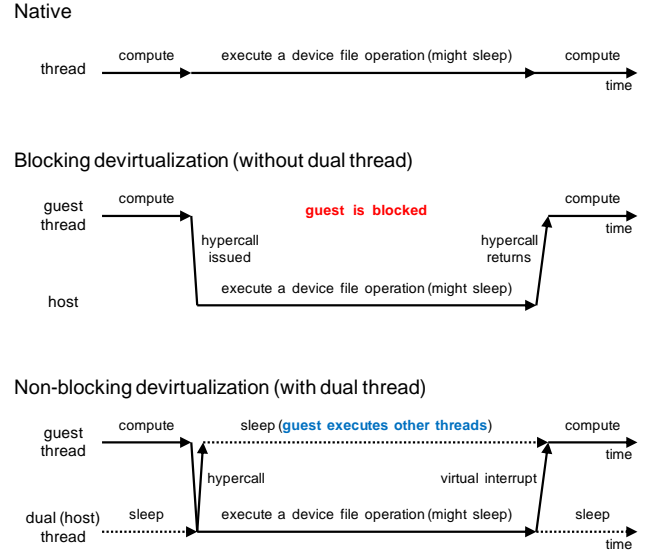 Native
compute execute a device file operation (might sleep) compute
thread
time
Blocking devirtualization (without dual thread)
guest
thread
compute guest is blocked compute
time
hypercall
issued
hypercall
returns
host
execute a device file operation (might sleep)
Non-blocking devirtualization (with dual thread)
guest
thread
compute sleep (guest executes other threads) compute
time
hypercall virtual interrupt
dual (host)
thread
sleep execute a device file operation (might sleep) sleep
time